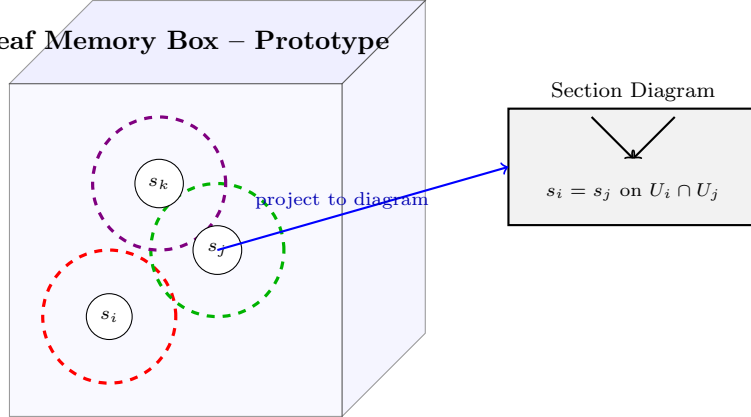 eaf Memory Box – Prototype
Section Diagram
s_k
project to diagram
s_i = s_j on U_i ∩ U_j
s_j
s_i